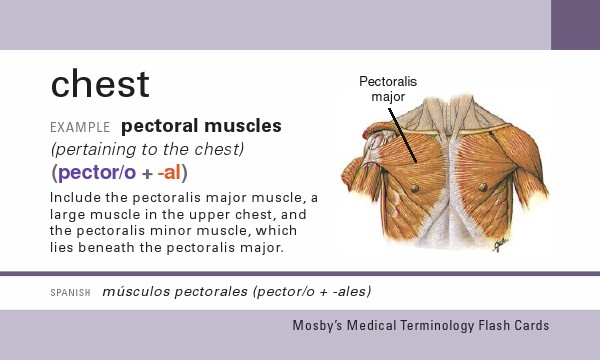 chest
EXAMPLE pectoral muscles
(pertaining to the chest)
(pector/o + -al)
Include the pectoralis major muscle, a
large muscle in the upper chest, and
the pectoralis minor muscle, which
lies beneath the pectoralis major.
Pectoralis
major
SPANISH músculos pectorales (pector/o + -ales)
Mosby's Medical Terminology Flash Cards